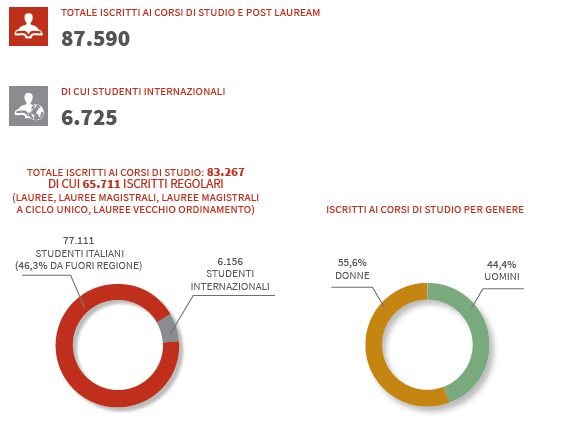 TOTALE ISCRITTI AI CORSI DI STUDIO E POST LAUREAM
87.590
DI CUI STUDENTI INTERNAZIONALI
6.725
TOTALE ISCRITTI AI CORSI DI STUDIO: 83.267
DI CUI 65.711 ISCRITTI REGOLARI
(LAUREE, LAUREE MAGISTRALI, LAUREE MAGISTRALI
A CICLO UNICO, LAUREE VECCHIO ORDINAMENTO)
77.111
STUDENTI ITALIANI
(46,3% DA FUORI REGIONE)
6.156
STUDENTI
INTERNAZIONALI
ISCRITTI AI CORSI DI STUDIO PER GENERE
55,6%
DONNE
44,4%
UOMINI